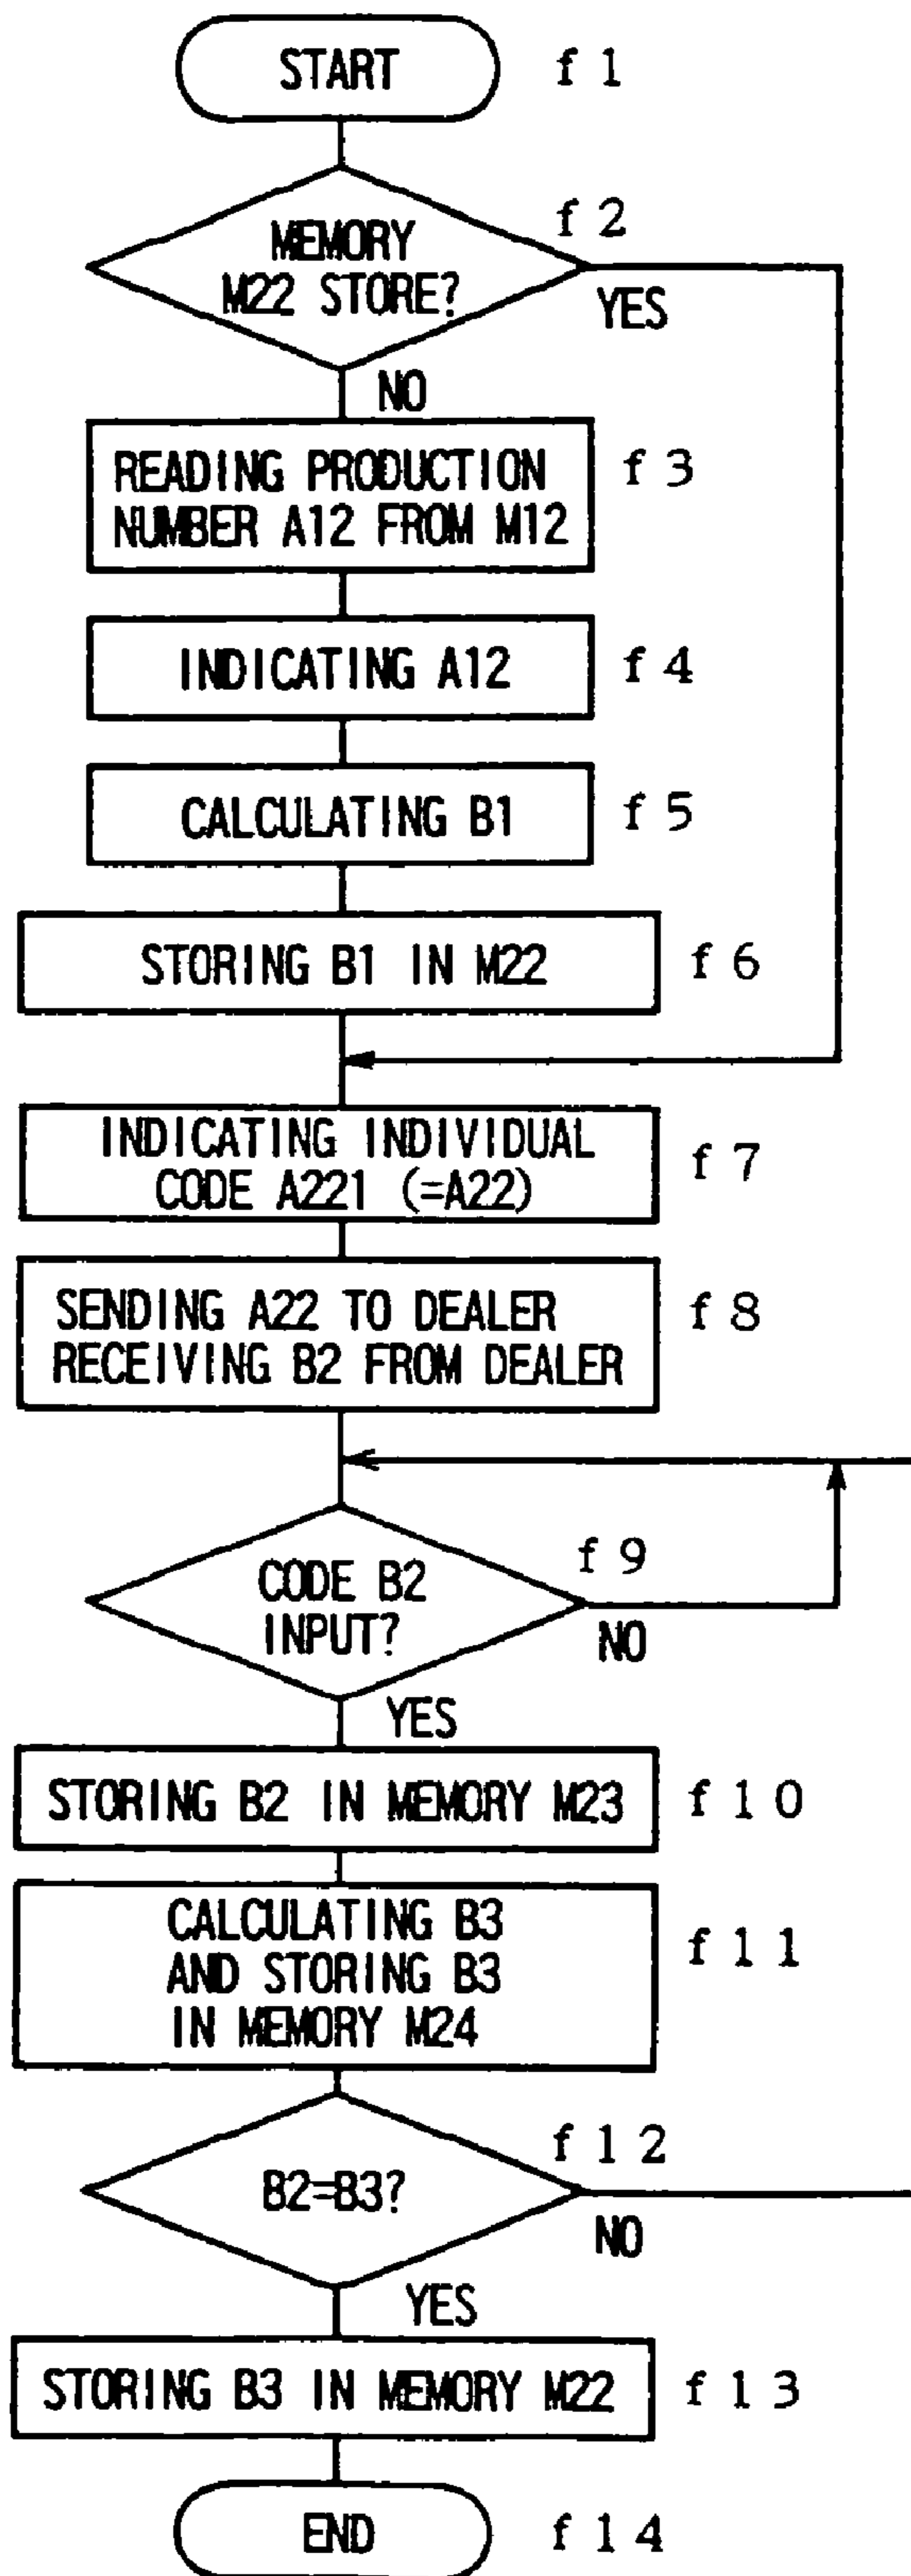 START f 1
MEMORY f 2
M22 STORE?
YES
NO
READING PRODUCTION f 3
NUMBER A12 FROM M12
INDICATING A12 f 4
CALCULATING B1 f 5
STORING B1 IN M22 f 6
INDICATING INDIVIDUAL f 7
CODE A221 (=A22)
SENDING A22 TO DEALER f 8
RECEIVING B2 FROM DEALER
CODE B2 f 9
INPUT?
NO
YES
STORING B2 IN MEMORY M23 f 1 0
CALCULATING B3 f 1 1
AND STORING B3
IN MEMORY M24
B2=B3? f 1 2
NO
YES
STORING B3 IN MEMORY M22 f 1 3
END f 1 4